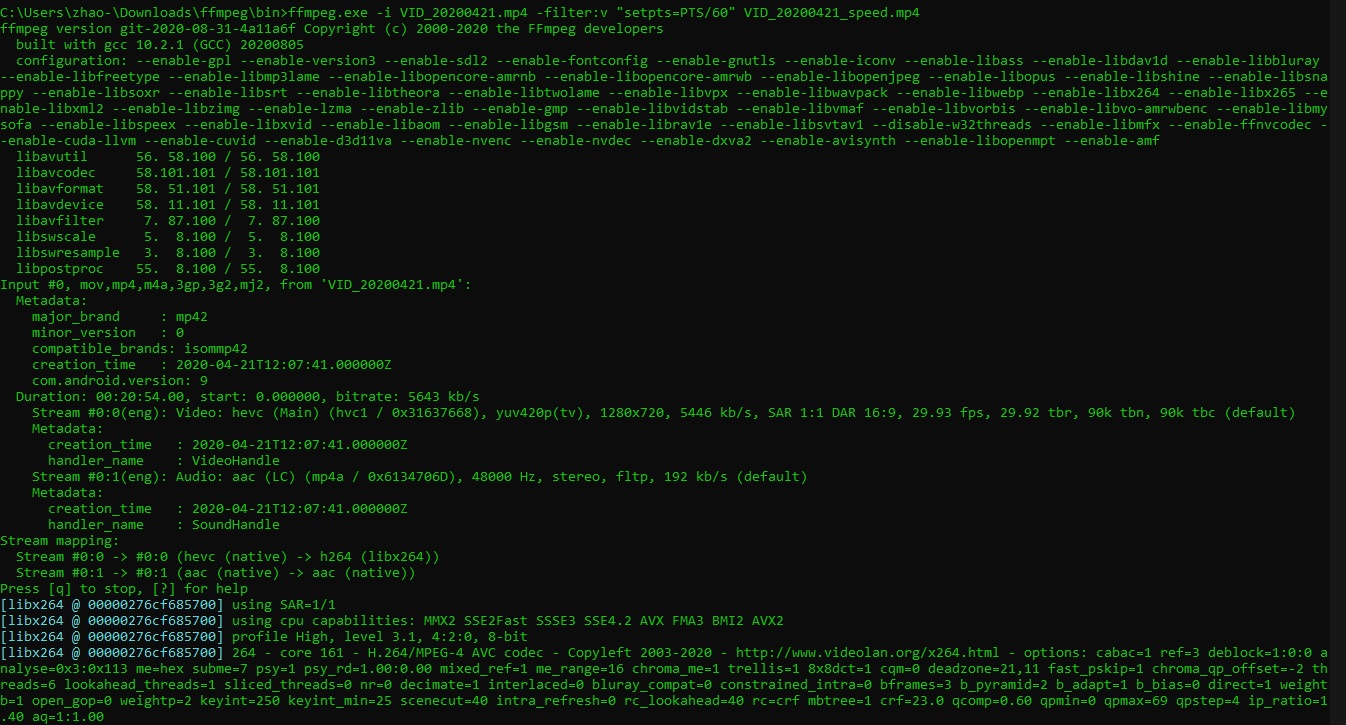 C:\Users\zhao-\Downloads\ffmpeg\bin>ffmpeg.exe -i VID_20200421.mp4 -filter:v "setpts=PTS/60" VID_20200421_speed.mp4
ffmpeg version git-2020-08-31-4a11a6f Copyright (c) 2000-2020 the FFmpeg developers
  built with gcc 10.2.1 (GCC) 20200805
  configuration: --enable-gpl --enable-version3 --enable-sdl2 --enable-fontconfig --enable-gnutls --enable-iconv --enable-libass --enable-libdav1d --enable-libbluray
--enable-libfreetype --enable-libmp3lame --enable-libopencore-amrnb --enable-libopencore-amrwb --enable-libopenjpeg --enable-libopus --enable-libshine --enable-libsna
ppy --enable-libsoxr --enable-libsrt --enable-libtheora --enable-libtwolame --enable-libvpx --enable-libwavpack --enable-libwebp --enable-libx264 --enable-libx265 --e
nable-libxml2 --enable-libzimg --enable-lzma --enable-zlib --enable-gmp --enable-libvidstab --enable-libvmaf --enable-libvorbis --enable-libvo-amrwbenc --enable-libmy
sofa --enable-libspeex --enable-libxvid --enable-libaom --enable-libgsm --enable-librav1e --enable-libsvtav1 --disable-w32threads --enable-libmfx --enable-ffnvcodec -
-enable-cuda-llvm --enable-cuvid --enable-d3d11va --enable-nvenc --enable-nvdec --enable-dxva2 --enable-avisynth --enable-libopenmpt --enable-amf
  libavutil      56. 58.100 / 56. 58.100
  libavcodec     58.101.101 / 58.101.101
  libavformat    58. 51.101 / 58. 51.101
  libavdevice    58. 11.101 / 58. 11.101
  libavfilter     7. 87.100 /  7. 87.100
  libswscale      5.  8.100 /  5.  8.100
  libswresample   3.  8.100 /  3.  8.100
  libpostproc    55.  8.100 / 55.  8.100
Input #0, mov,mp4,m4a,3gp,3g2,mj2, from 'VID_20200421.mp4':
  Metadata:
    major_brand     : mp42
    minor_version   : 0
    compatible_brands: isommp42
    creation_time   : 2020-04-21T12:07:41.000000Z
    com.android.version: 9
  Duration: 00:20:54.00, start: 0.000000, bitrate: 5643 kb/s
    Stream #0:0(eng): Video: hevc (Main) (hvc1 / 0x31637668), yuv420p(tv), 1280x720, 5446 kb/s, SAR 1:1 DAR 16:9, 29.93 fps, 29.92 tbr, 90k tbn, 90k tbc (default)
    Metadata:
      creation_time   : 2020-04-21T12:07:41.000000Z
      handler_name    : VideoHandle
    Stream #0:1(eng): Audio: aac (LC) (mp4a / 0x6134706D), 48000 Hz, stereo, fltp, 192 kb/s (default)
    Metadata:
      creation_time   : 2020-04-21T12:07:41.000000Z
      handler_name    : SoundHandle
Stream mapping:
  Stream #0:0 -> #0:0 (hevc (native) -> h264 (libx264))
  Stream #0:1 -> #0:1 (aac (native) -> aac (native))
Press [q] to stop, [?] for help
[libx264 @ 00000276cf685700] using SAR=1/1
[libx264 @ 00000276cf685700] using cpu capabilities: MMX2 SSE2Fast SSSE3 SSE4.2 AVX FMA3 BMI2 AVX2
[libx264 @ 00000276cf685700] profile High, level 3.1, 4:2:0, 8-bit
[libx264 @ 00000276cf685700] 264 - core 161 - H.264/MPEG-4 AVC codec - Copyleft 2003-2020 - http://www.videolan.org/x264.html - options: cabac=1 ref=3 deblock=1:0:0 a
nalyse=0x3:0x113 me=hex subme=7 psy=1 psy_rd=1.00:0.00 mixed_ref=1 me_range=16 chroma_me=1 trellis=1 8x8dct=1 cqm=0 deadzone=21,11 fast_pskip=1 chroma_qp_offset=-2 th
reads=6 lookahead_threads=1 sliced_threads=0 nr=0 decimate=1 interlaced=0 bluray_compat=0 constrained_intra=0 bframes=3 b_pyramid=2 b_adapt=1 b_bias=0 direct=1 weight
b=1 open_gop=0 weightp=2 keyint=250 keyint_min=25 scenecut=40 intra_refresh=0 rc_lookahead=40 rc=crf mbtree=1 crf=23.0 qcomp=0.60 qpmin=0 qpmax=69 qpstep=4 ip_ratio=1
.40 aq=1:1.00